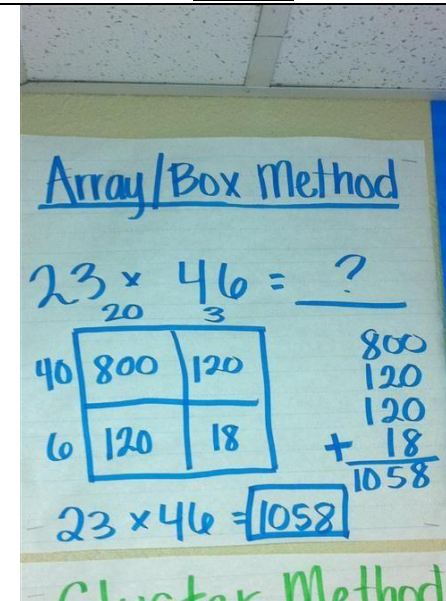 Array/Box Method
23 × 46 = ?
20 3
40 800 120
6 120 18
800
120
120
+ 18
1058
23 × 46 = 1058
Cluster Method